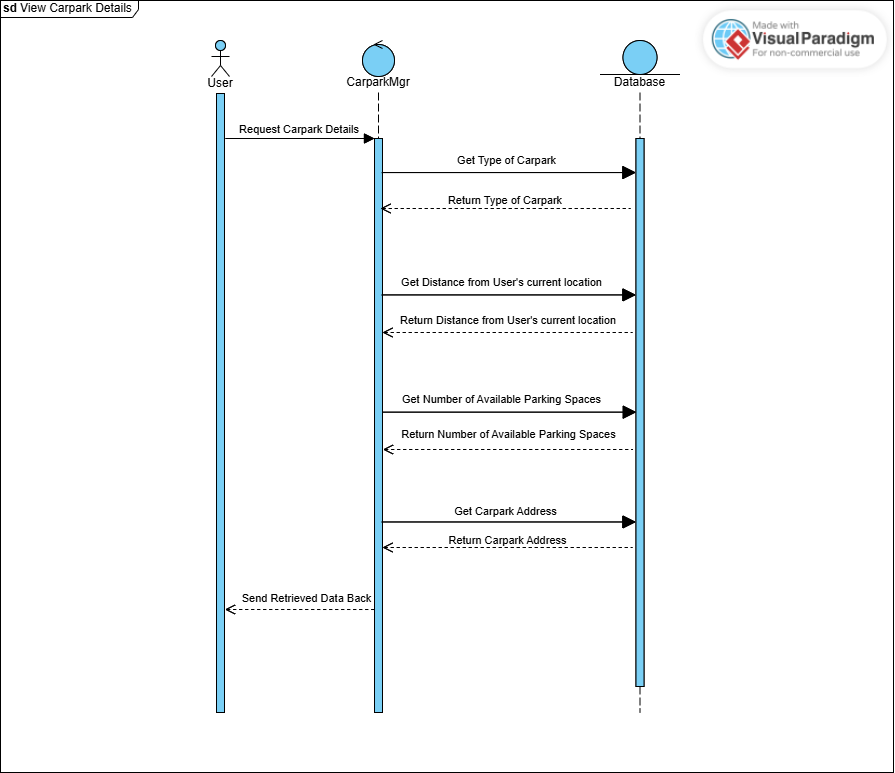 sd View Carpark Details
Made with
VisualParadigm
For non-commercial use
User
CarparkMgr
Database
Request Carpark Details
Get Type of Carpark
Return Type of Carpark
Get Distance from User's current location
Return Distance from User's current location
Get Number of Available Parking Spaces
Return Number of Available Parking Spaces
Get Carpark Address
Return Carpark Address
Send Retrieved Data Back